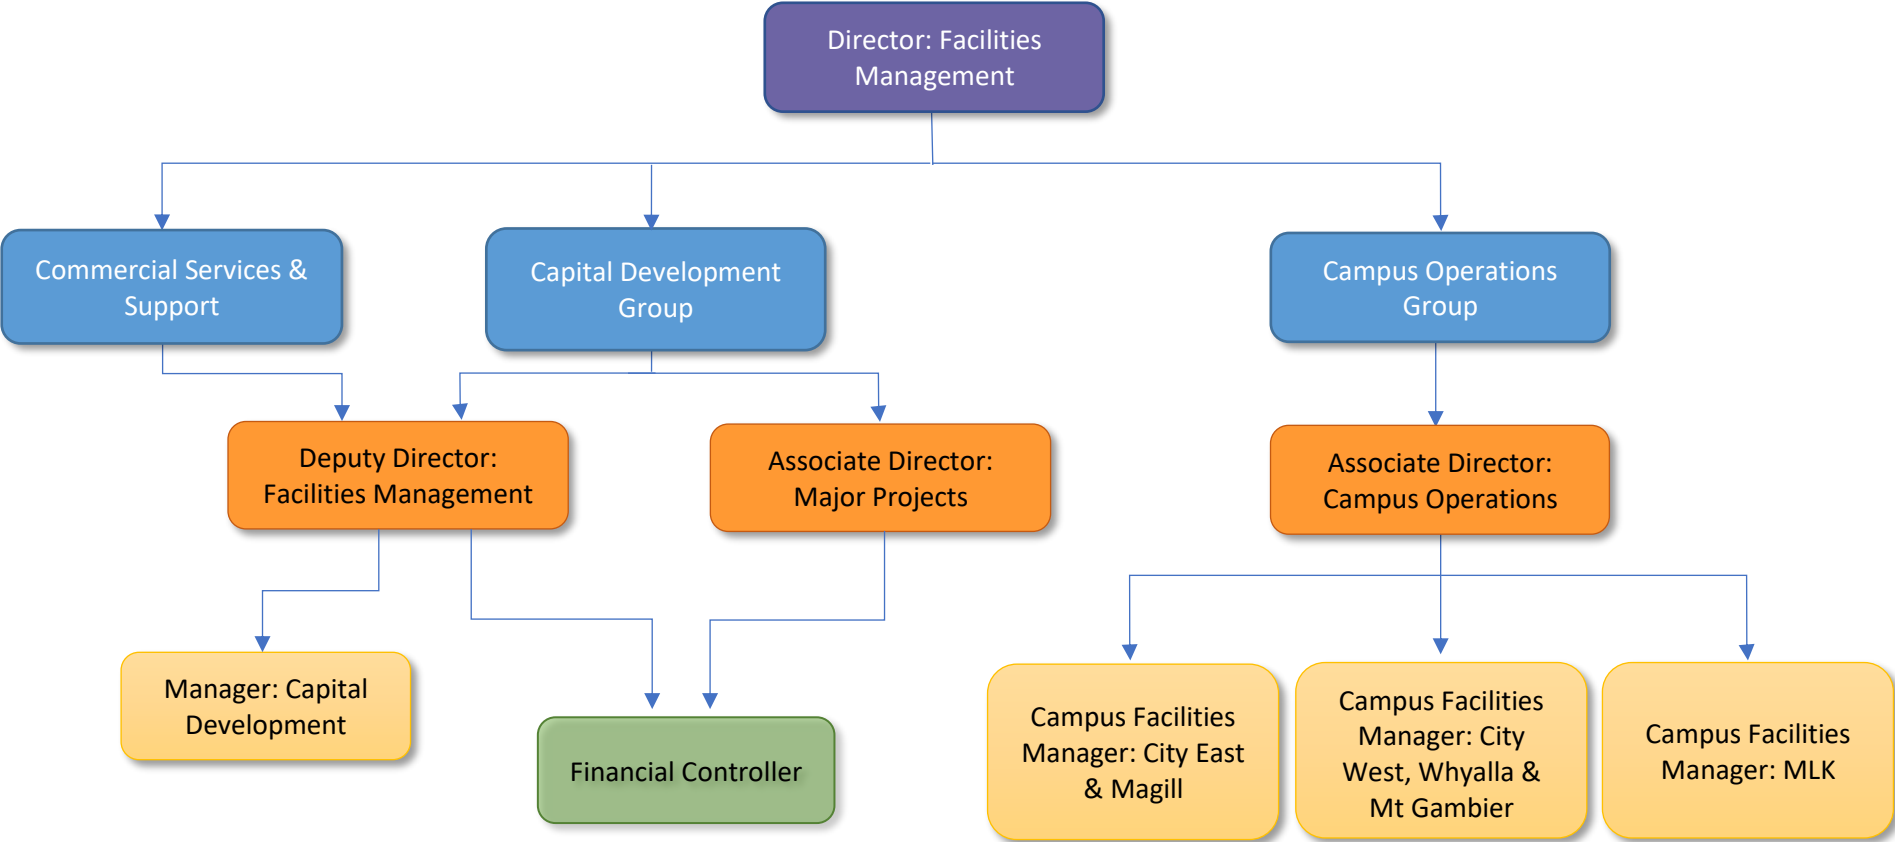 Director: Facilities
Management
Commercial Services &
Support
Capital Development
Group
Campus Operations
Group
Deputy Director:
Facilities Management
Associate Director:
Major Projects
Associate Director:
Campus Operations
Manager: Capital
Development
Financial Controller
Campus Facilities
Manager: City East
& Magill
Campus Facilities
Manager: City
West, Whyalla &
Mt Gambier
Campus Facilities
Manager: MLK